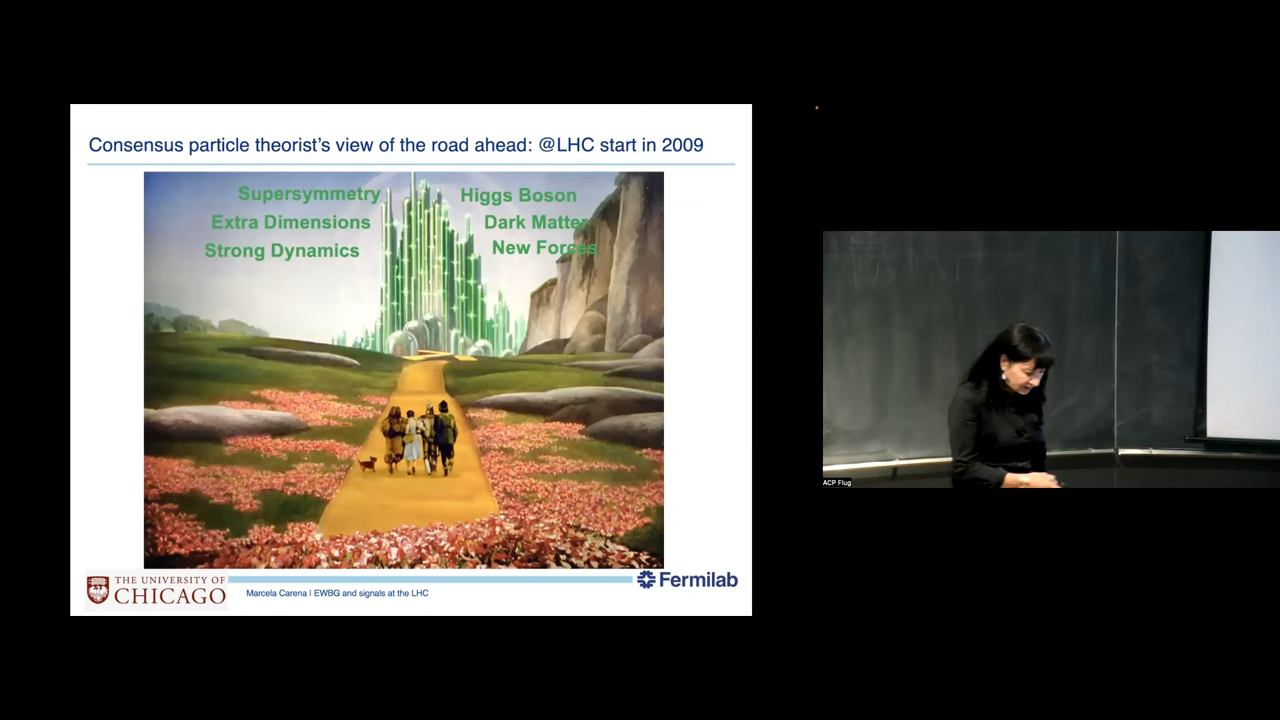 Consensus particle theorist's view of the road ahead: @LHC start in 2009
Supersymmetry
Extra Dimensions
Strong Dynamics
Higgs Boson
Dark Matter
New Forces
THE UNIVERSITY OF
CHICAGO
Marcela Carena | EWBG and signals at the LHC
Fermilab
ACP Flug